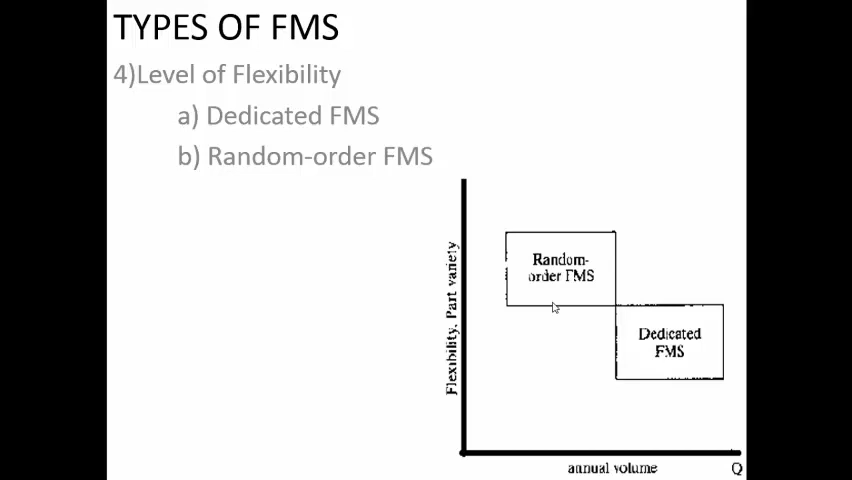 TYPES OF FMS
4)Level of Flexibility
a) Dedicated FMS
b) Random-order FMS
Flexibility, Part variety
Random-
order FMS
Dedicated
FMS
annual volume
Q